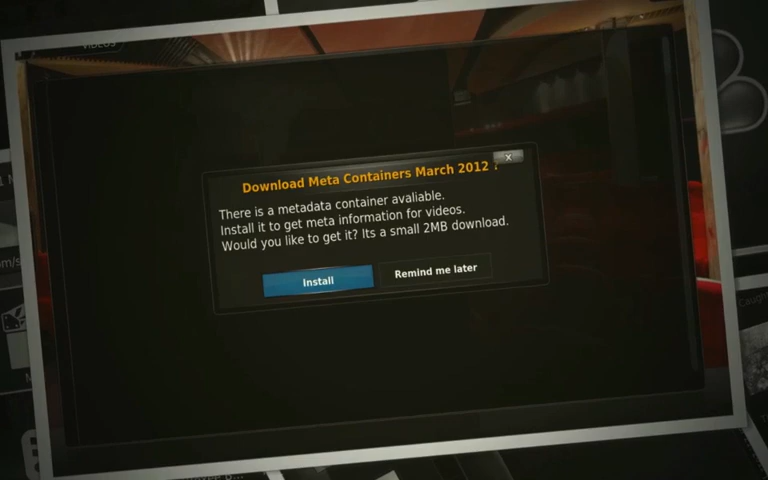 VIDEOS
Download Meta Containers March 2012 ?
x
There is a metadata container avaliable.
Install it to get meta information for videos.
Would you like to get it? Its a small 2MB download.
Install
Remind me later